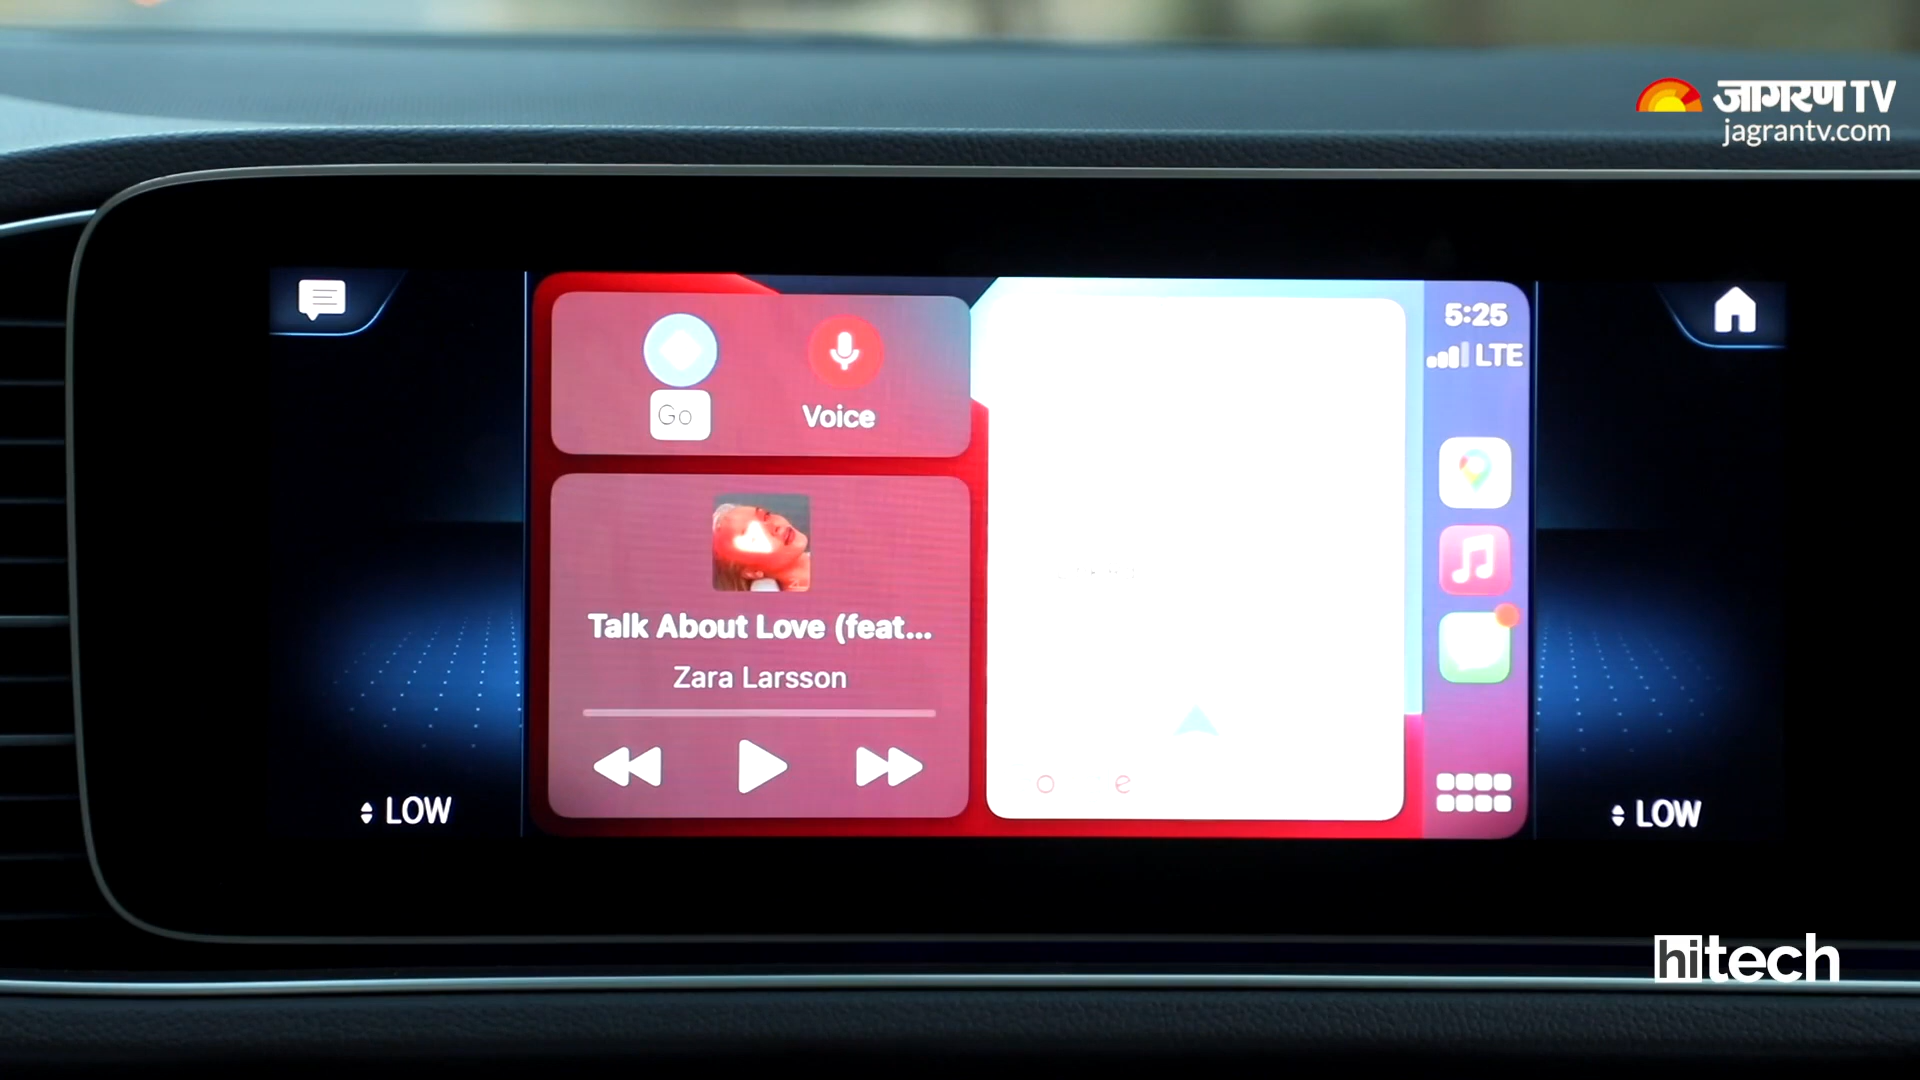 जागरण TV
jagrantv.com
5:25
LTE
Go
Voice
Talk About Love (feat...
Zara Larsson
LOW
LOW
hitech